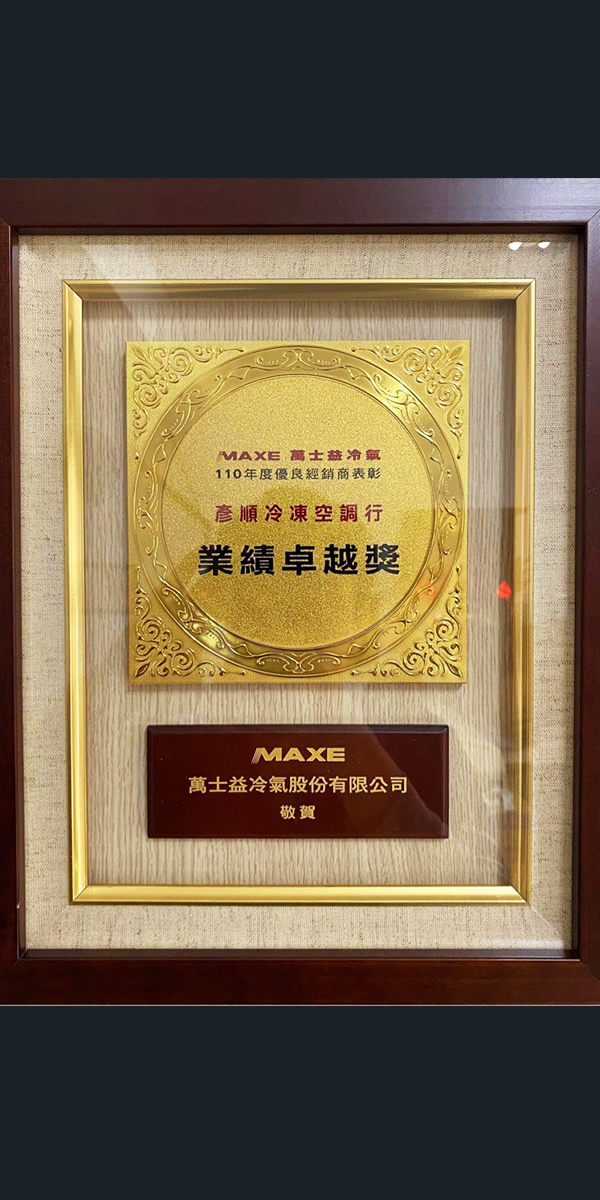 MAXE 萬士益冷氣
110年度優良經銷商表彰
彥順冷凍空調行
業績卓越獎
MAXE
萬士益冷氣股份有限公司
敬賀